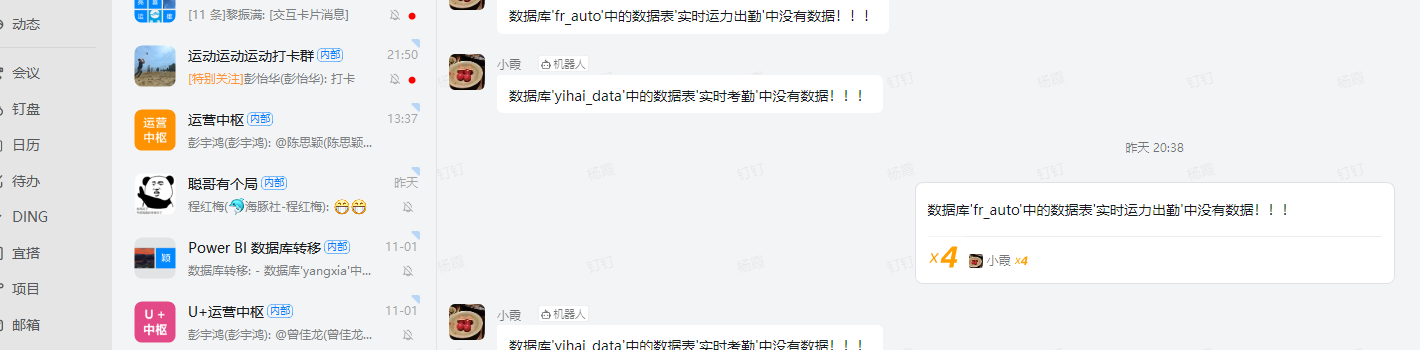 动态
会议
钉盘
日历
待办
DING
宜搭
项目
邮箱
[11 条]黎振满: [交互卡片消息]
运动运动运动打卡群 内部 21:50
[特别关注]彭怡华(彭怡华): 打卡
运营中枢
运营中枢 内部 13:37
彭宇鸿(彭宇鸿): @陈思颖(陈思颖...
聪哥有个局 内部 昨天
程红梅(🐬海豚社-程红梅): 😁😁
颖
Power BI 数据库转移 内部 11-01
数据库转移: - 数据库'yangxia'中...
U + 中枢
U+运营中枢 内部 11-01
彭宇鸿(彭宇鸿): @曾佳龙(曾佳龙...
数据库'fr_auto'中的数据表'实时运力出勤'中没有数据！！！
小霞 机器人
数据库'yihai_data'中的数据表'实时考勤'中没有数据！！！
昨天 20:38
数据库'fr_auto'中的数据表'实时运力出勤'中没有数据！！！
x4 小霞 x4
小霞 机器人
数据库'yihai_data'中的数据表'实时考勤'中没有数据！！！
杨霞 钉钉